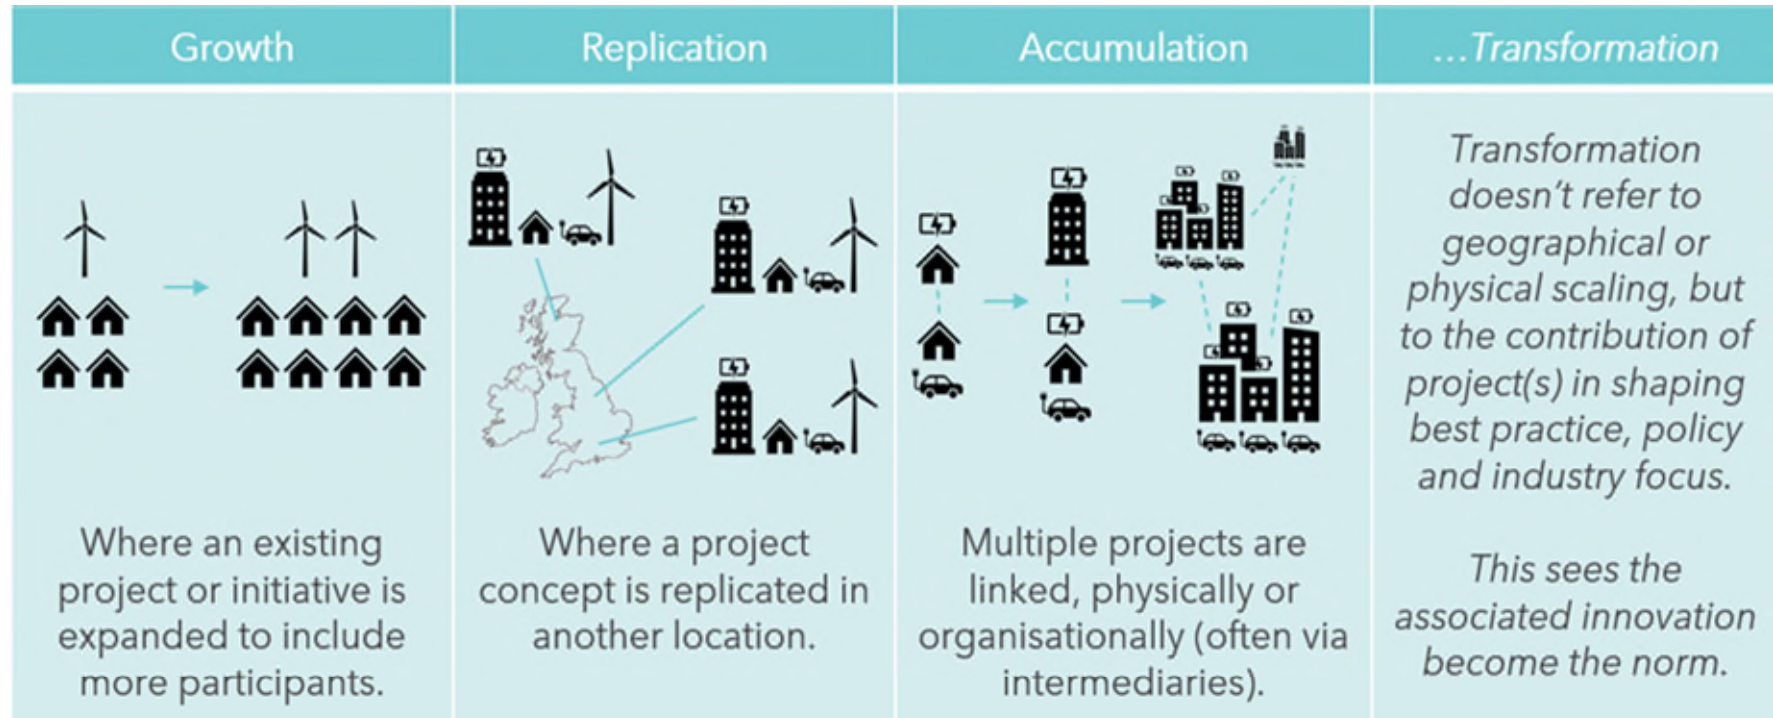 Growth
Replication
Accumulation
...Transformation
Where an existing
project or initiative is
expanded to include
more participants.
Where a project
concept is replicated in
another location.
Multiple projects are
linked, physically or
organisationally (often via
intermediaries).
Transformation
doesn't refer to
geographical or
physical scaling, but
to the contribution of
project(s) in shaping
best practice, policy
and industry focus.
This sees the
associated innovation
become the norm.